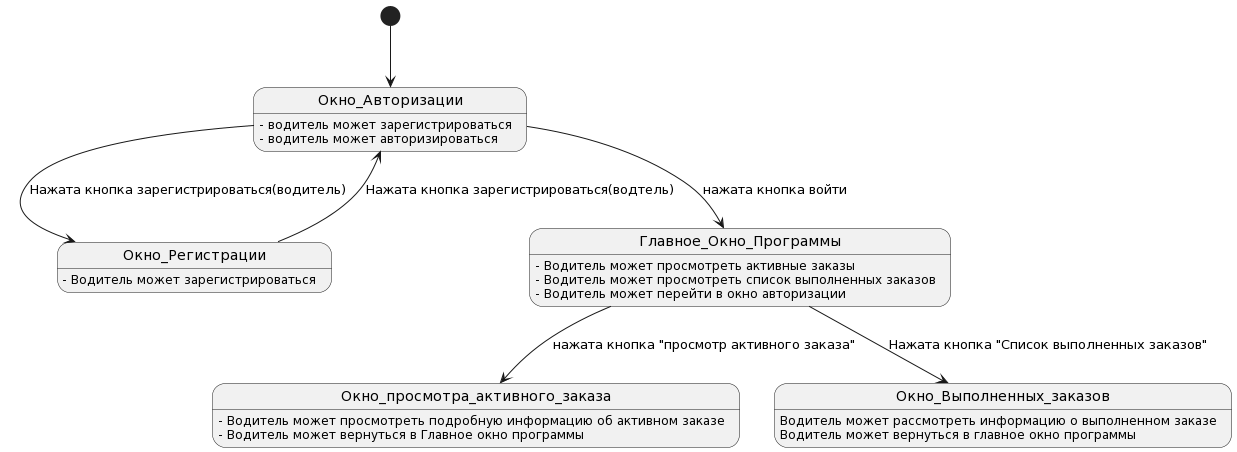 Окно_Авторизации
- водитель может зарегистрироваться
- водитель может авторизироваться
Нажата кнопка зарегистрироваться(водитель)
Нажата кнопка зарегистрироваться(водтель)
нажата кнопка войти
Окно_Регистрации
- Водитель может зарегистрироваться
Главное_Окно_Программы
- Водитель может просмотреть активные заказы
- Водитель может просмотреть список выполненных заказов
- Водитель может перейти в окно авторизации
нажата кнопка "просмотр активного заказа"
Нажата кнопка "Список выполненных заказов"
Окно_просмотра_активного_заказа
- Водитель может просмотреть подробную информацию об активном заказе
- Водитель может вернуться в Главное окно программы
Окно_Выполненных_заказов
Водитель может рассмотреть информацию о выполненном заказе
Водитель может вернуться в главное окно программы